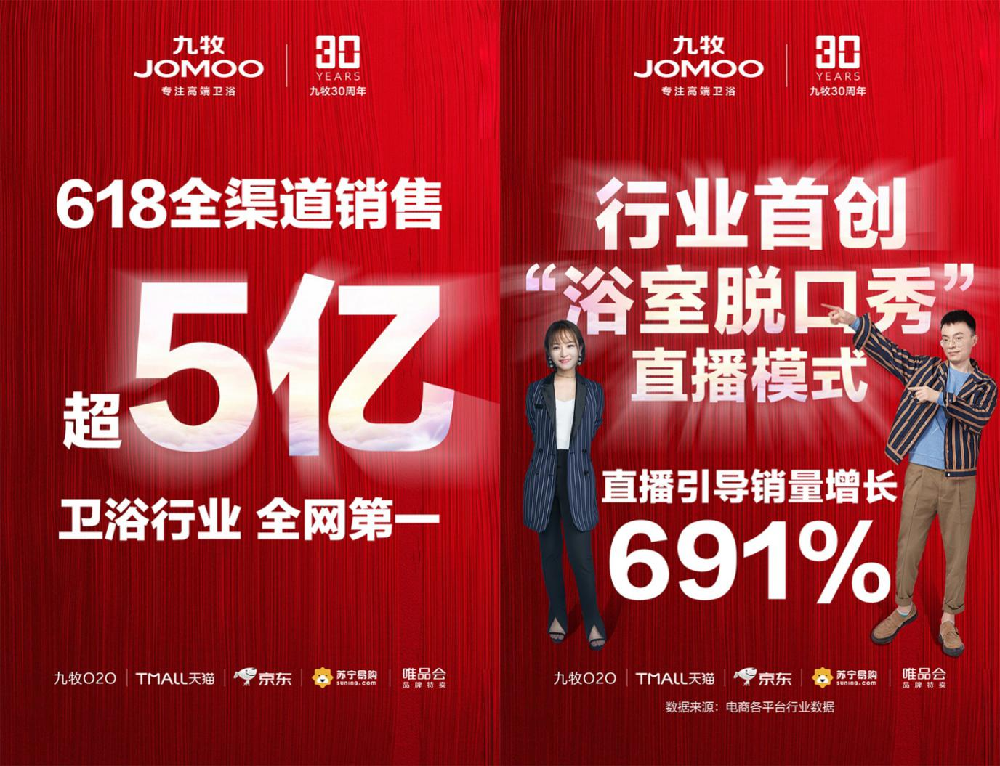 九牧
JOMOO
专注高端卫浴
30
YEARS
九牧30周年
618全渠道销售
超5亿
卫浴行业 全网第一
九牧O2O
TMALL天猫
京东
苏宁易购
suning.com
唯品会
品牌特卖
九牧
JOMOO
专注高端卫浴
30
YEARS
九牧30周年
行业首创
“浴室脱口秀”
直播模式
直播引导销量增长
691%
九牧O2O
TMALL天猫
京东
苏宁易购
suning.com
唯品会
品牌特卖
数据来源：电商各平台行业数据